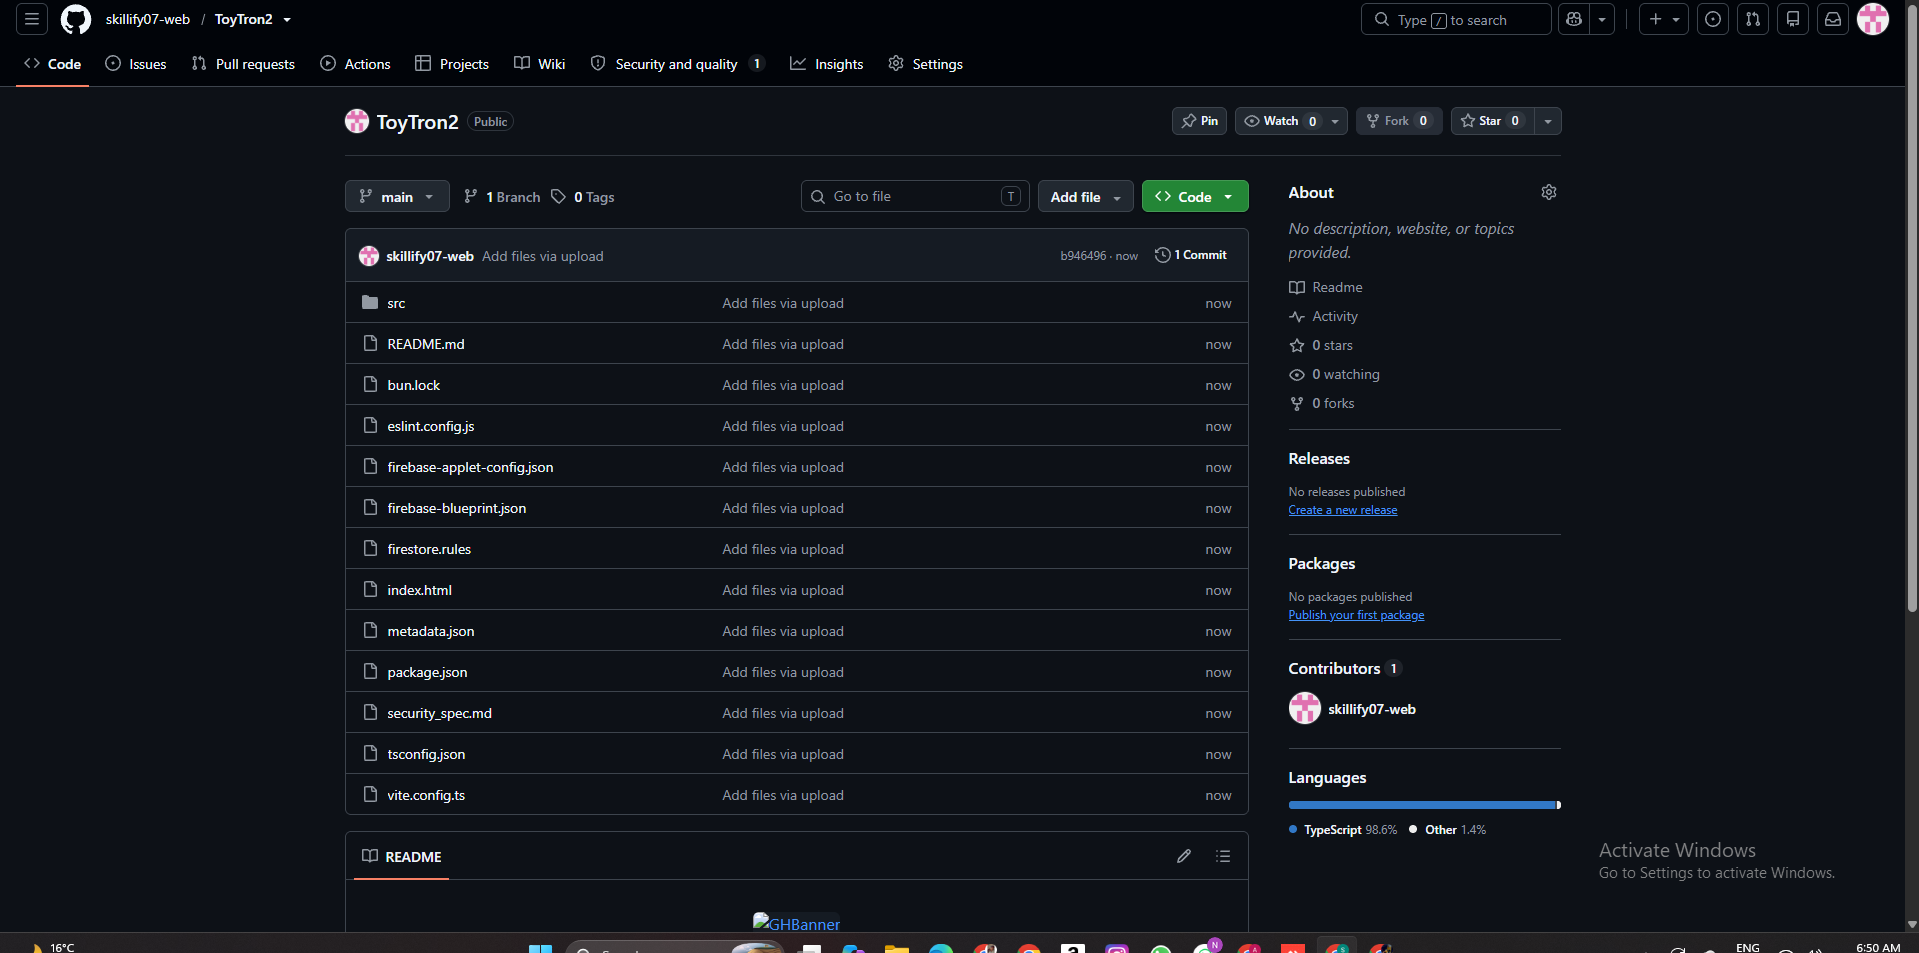 skillify07-web / ToyTron2
Type / to search
Code Issues Pull requests Actions Projects Wiki Security and quality 1 Insights Settings
ToyTron2 Public
Pin Watch 0 Fork 0 Star 0
main 1 Branch 0 Tags
Go to file T Add file Code
skillify07-web Add files via upload b946496 · now 1 Commit
src Add files via upload now
README.md Add files via upload now
bun.lock Add files via upload now
eslint.config.js Add files via upload now
firebase-applet-config.json Add files via upload now
firebase-blueprint.json Add files via upload now
firestore.rules Add files via upload now
index.html Add files via upload now
metadata.json Add files via upload now
package.json Add files via upload now
security_spec.md Add files via upload now
tsconfig.json Add files via upload now
vite.config.ts Add files via upload now
README
GHBanner
About
No description, website, or topics
provided.
Readme
Activity
0 stars
0 watching
0 forks
Releases
No releases published
Create a new release
Packages
No packages published
Publish your first package
Contributors 1
skillify07-web
Languages
TypeScript 98.6% Other 1.4%
Activate Windows
Go to Settings to activate Windows.
16°C
ENG
6:50 AM